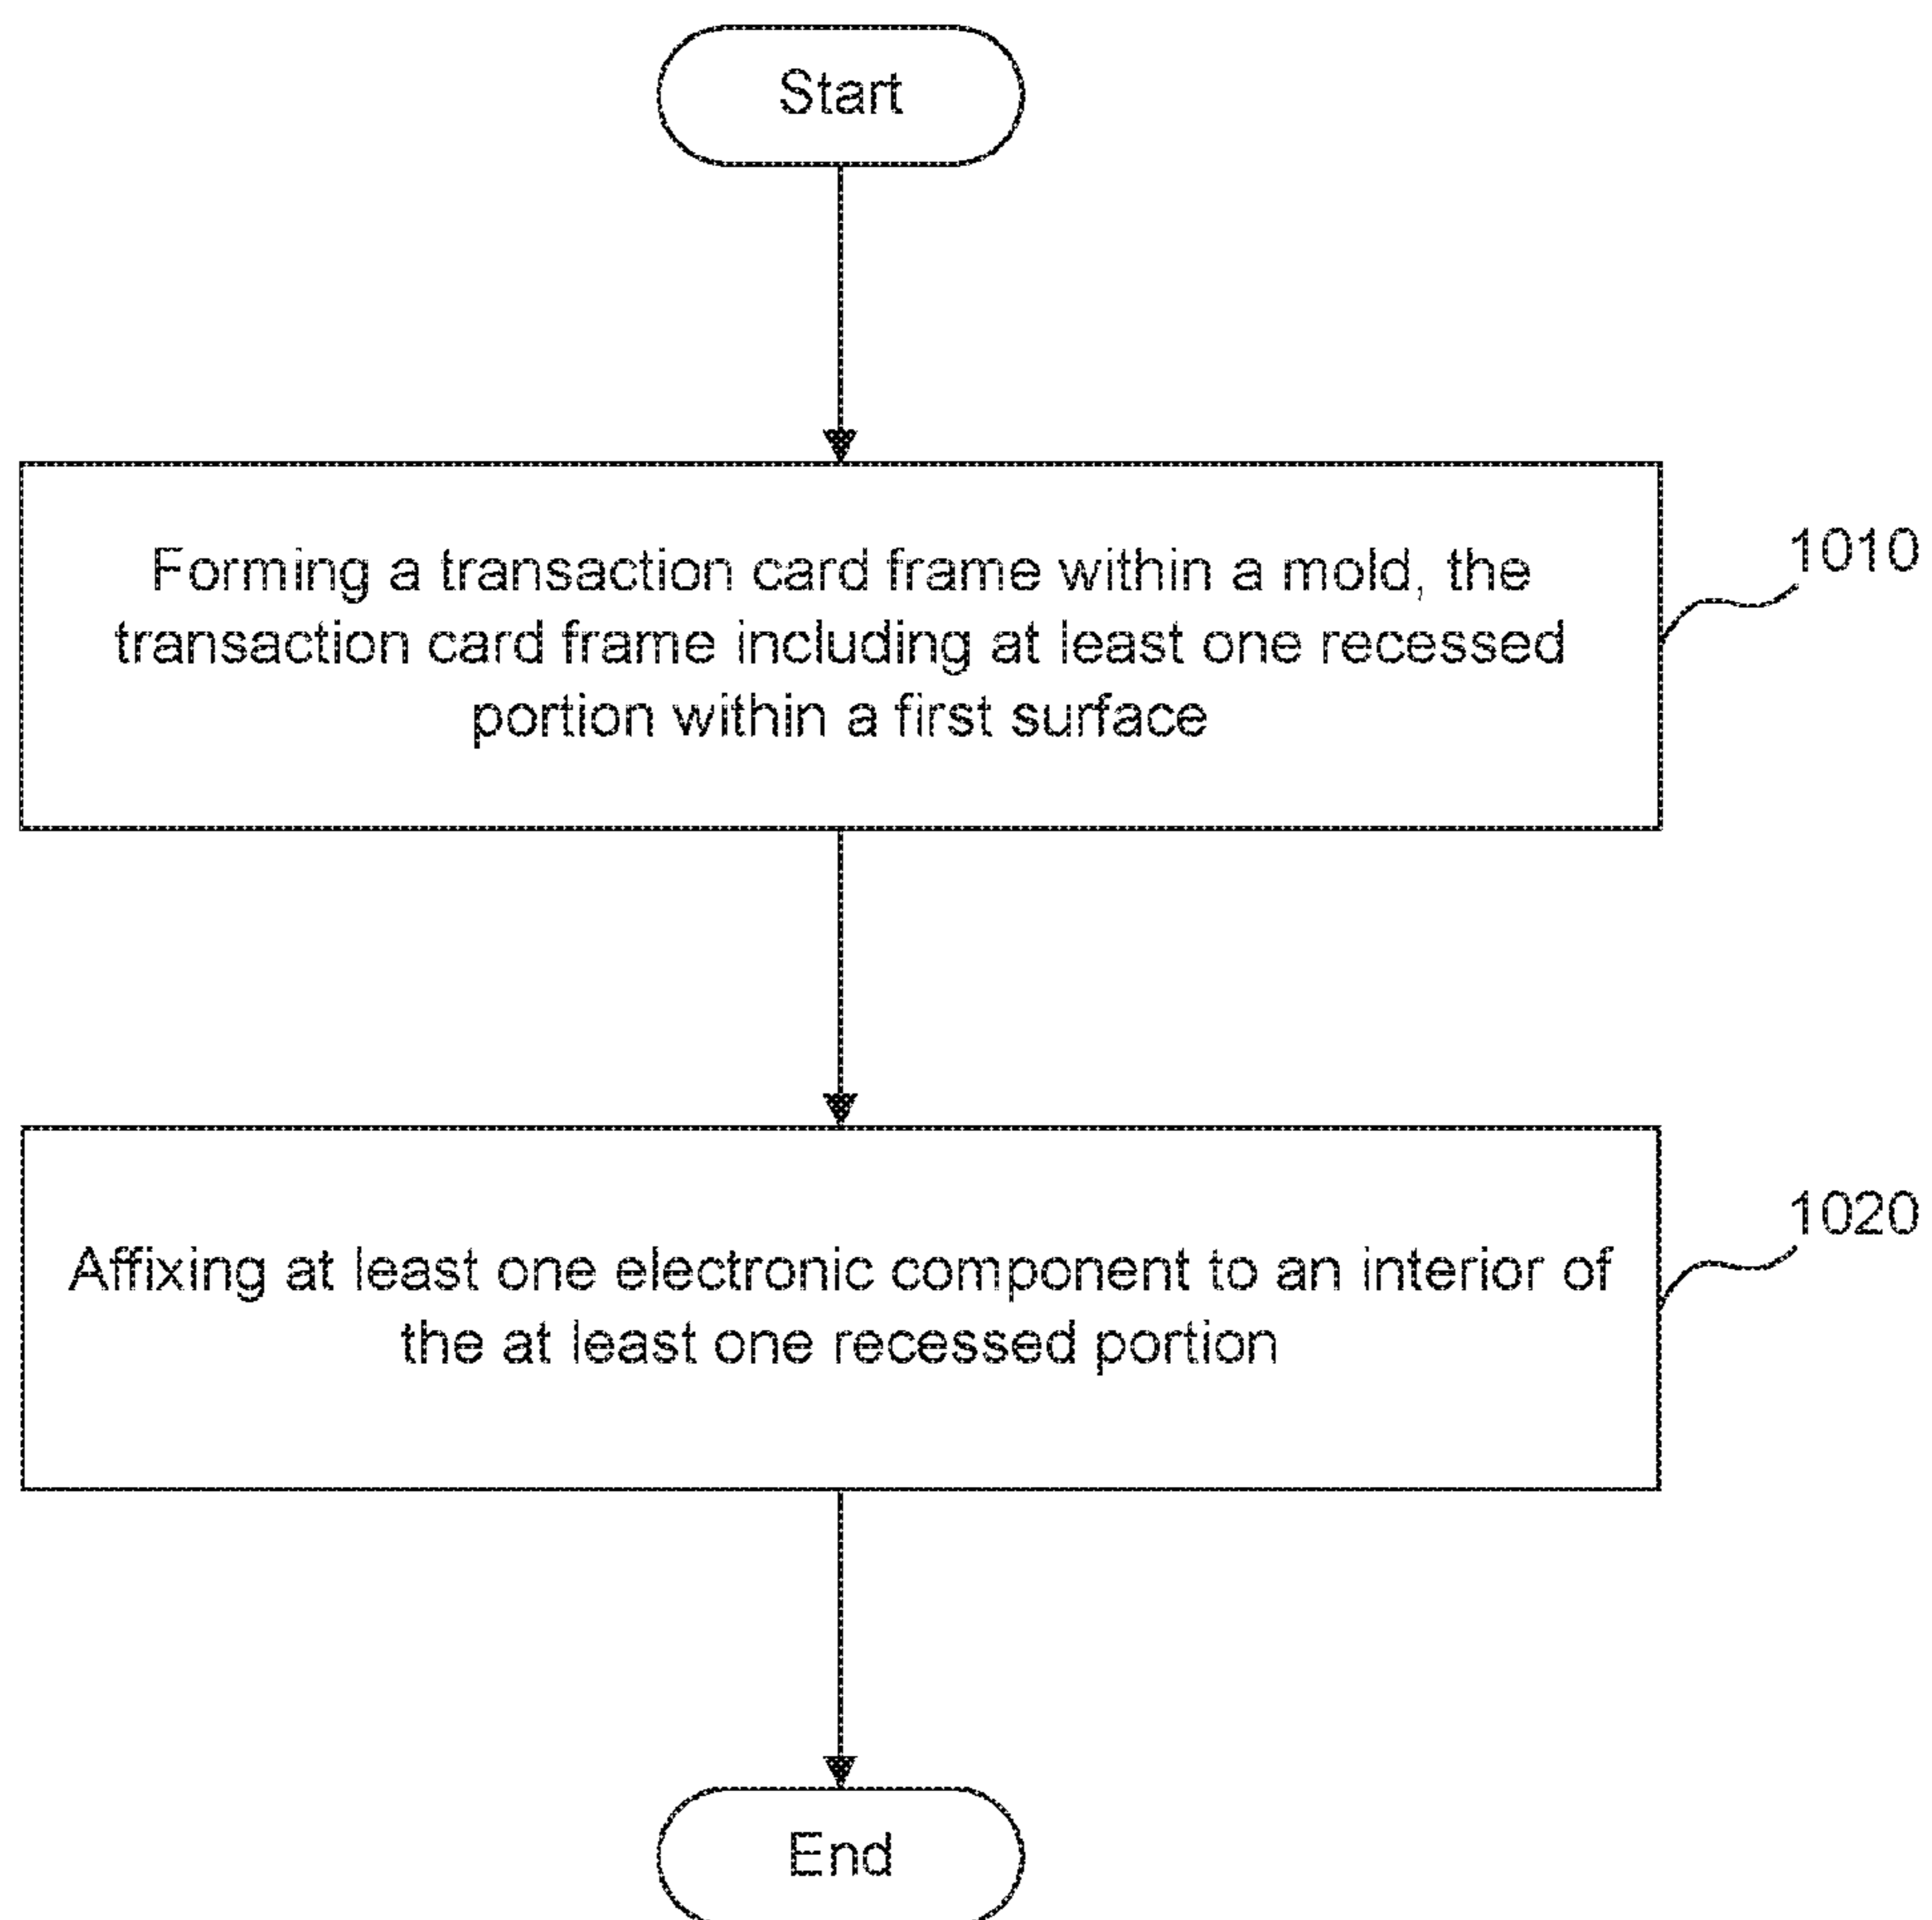 Start
Forming a transaction card frame within a mold, the
transaction card frame including at least one recessed
portion within a first surface
1010
Affixing at least one electronic component to an interior of
the at least one recessed portion
1020
End